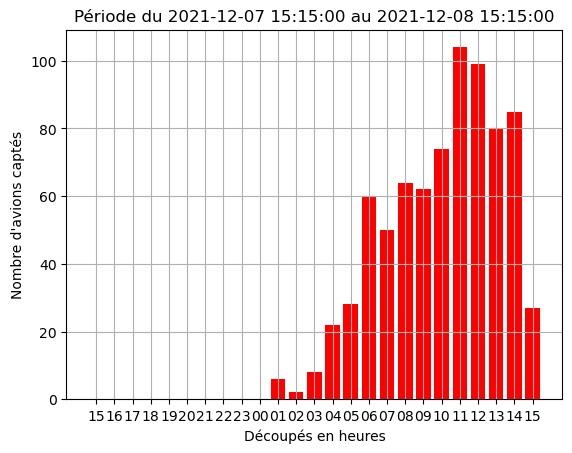 Période du 2021-12-07 15:15:00 au 2021-12-08 15:15:00
Nombre d'avions captés
100
80
60
40
20
0
15 16 17 18 19 20 21 22 23 00 01 02 03 04 05 06 07 08 09 10 11 12 13 14 15
Découpés en heures